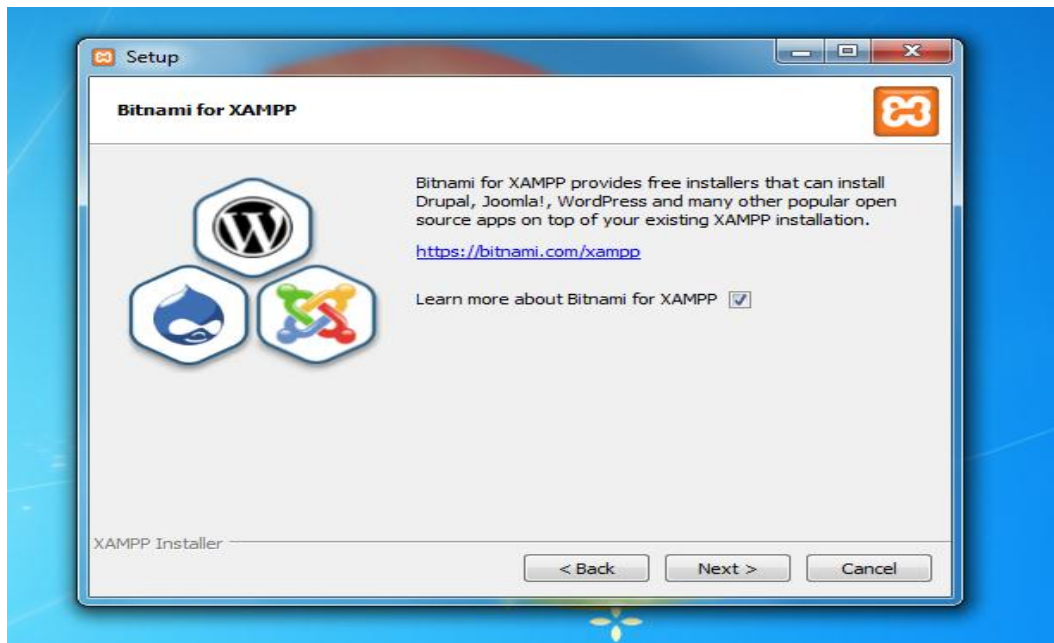 Setup
Bitnami for XAMPP
Bitnami for XAMPP provides free installers that can install
Drupal, Joomla!, WordPress and many other popular open
source apps on top of your existing XAMPP installation.
https://bitnami.com/xampp
Learn more about Bitnami for XAMPP
XAMPP Installer
< Back Next > Cancel